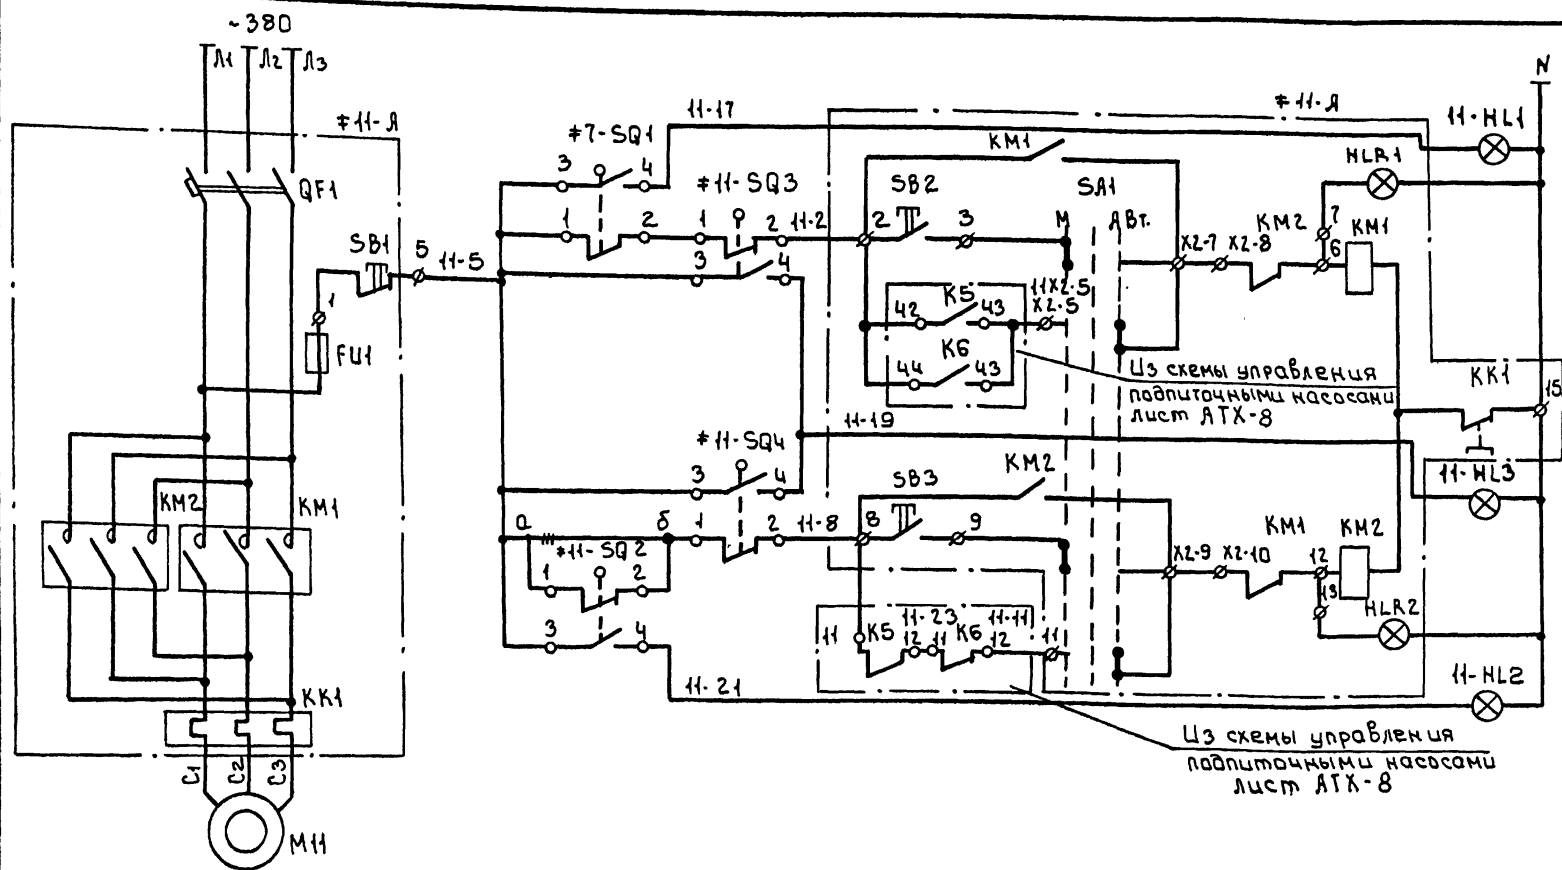 ~380
Л1 Л2 Л3
N
≠11-Я
QF1
SB1
5
11-5
1
FU1
KM2
KM1
KK1
C1 C2 C3
M11
11-17
≠7-SQ1
3 4
1 2
≠11-SQ3
1 2
11-2
3 4
≠11-Я
KM1
SB2
2 3
SA1
М
АВт.
K5
42 43
K6
44 43
11X2-5
X2-5
Из схемы управления
подпиточными насосами
лист АТХ-8
X2-7 X2-8
KM2
7
6
KM1
HLR1
11-HL1
KK1
15
11-HL3
11-19
≠11-SQ4
3 4
1 2
11-8
а
б
≠11-SQ2
1 2
3 4
SB3
8 9
KM2
X2-9 X2-10
KM1
12
13
KM2
HLR2
11
K5
11-23
12 11
K6
11-11
12
11
11-21
11-HL2
Из схемы управления
подпиточными насосами
лист АТХ-8